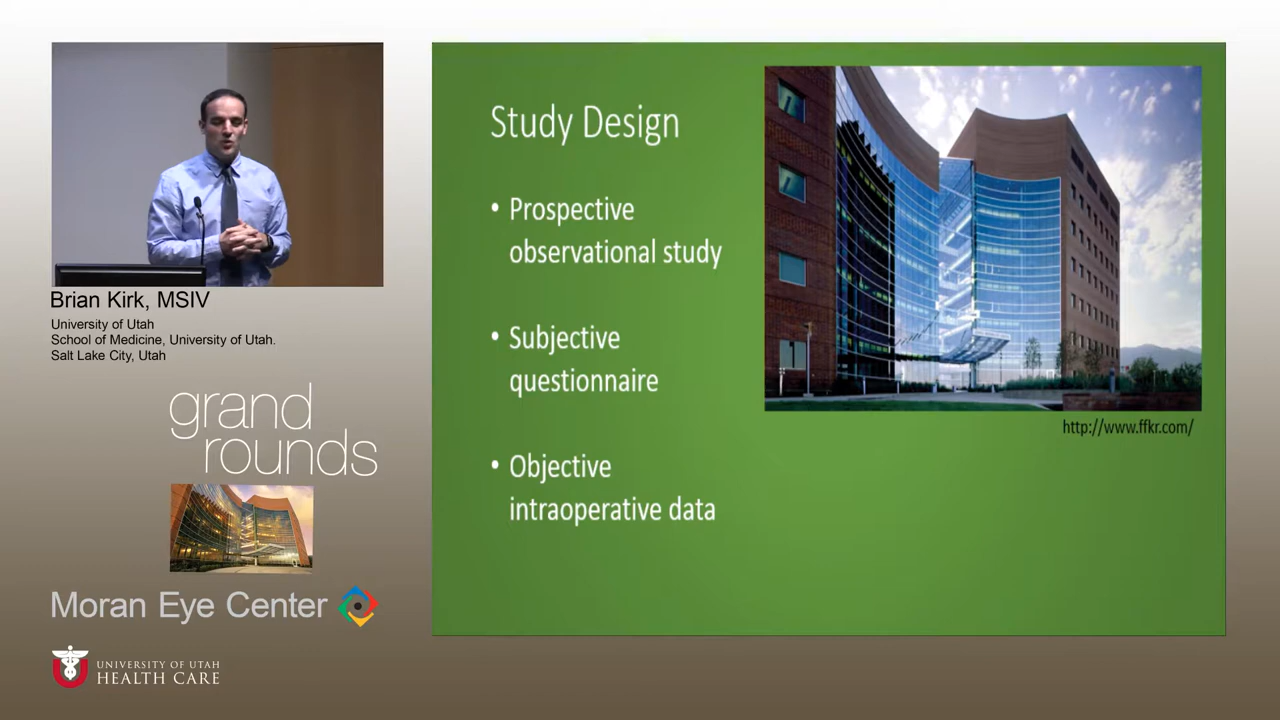 Brian Kirk, MSIV
University of Utah
School of Medicine, University of Utah.
Salt Lake City, Utah
grand
rounds
Moran Eye Center
UNIVERSITY OF UTAH
HEALTH CARE
Study Design
• Prospective
observational study
• Subjective
questionnaire
• Objective
intraoperative data
http://www.ffkr.com/